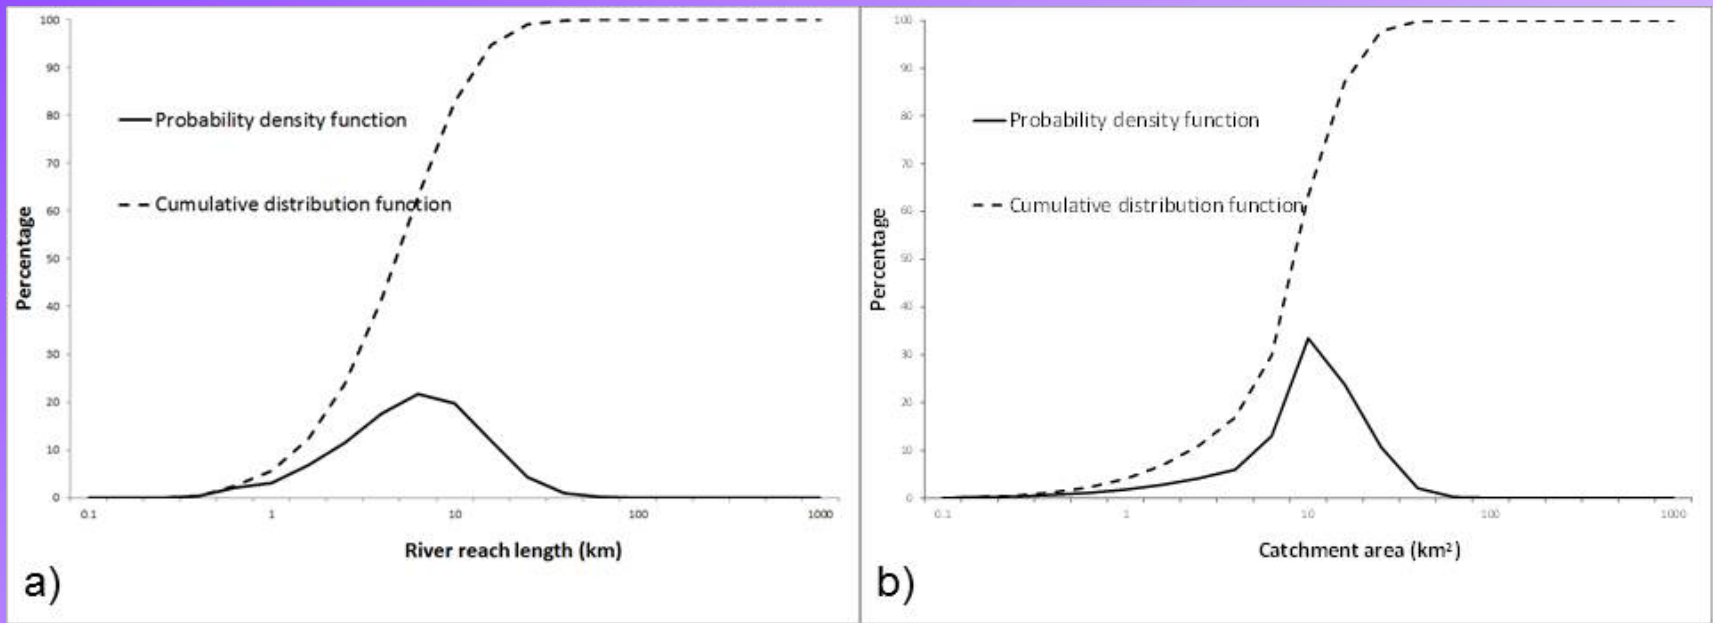 100
90
80
70
60
50
40
30
20
10
0
Percentage
Probability density function
Cumulative distribution function
0.1 1 10 100 1000
River reach length (km)
a)
100
90
80
70
60
50
40
30
20
10
0
Percentage
Probability density function
Cumulative distribution function
0.1 1 10 100 1000
Catchment area (km²)
b)